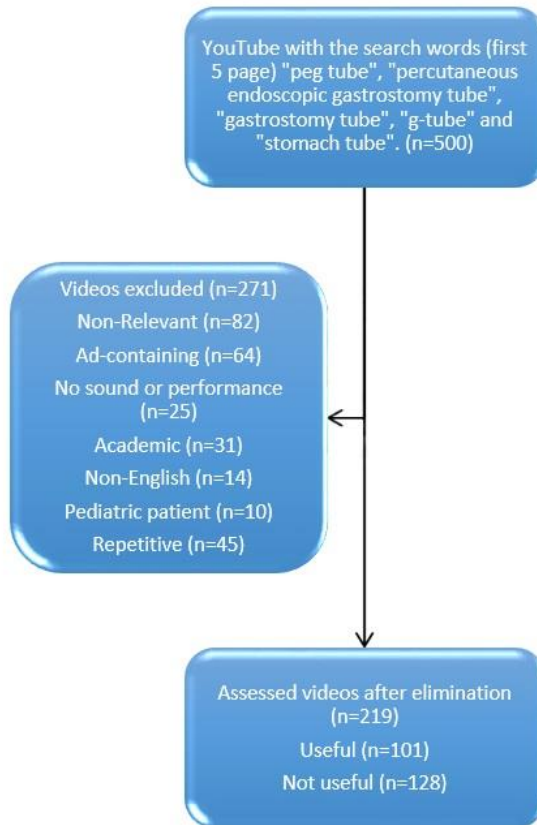 YouTube with the search words (first
5 page) "peg tube", "percutaneous
endoscopic gastrostomy tube",
"gastrostomy tube", "g-tube" and
"stomach tube". (n=500)
Videos excluded (n=271)
Non-Relevant (n=82)
Ad-containing (n=64)
No sound or performance
(n=25)
Academic (n=31)
Non-English (n=14)
Pediatric patient (n=10)
Repetitive (n=45)
Assessed videos after elimination
(n=219)
Useful (n=101)
Not useful (n=128)